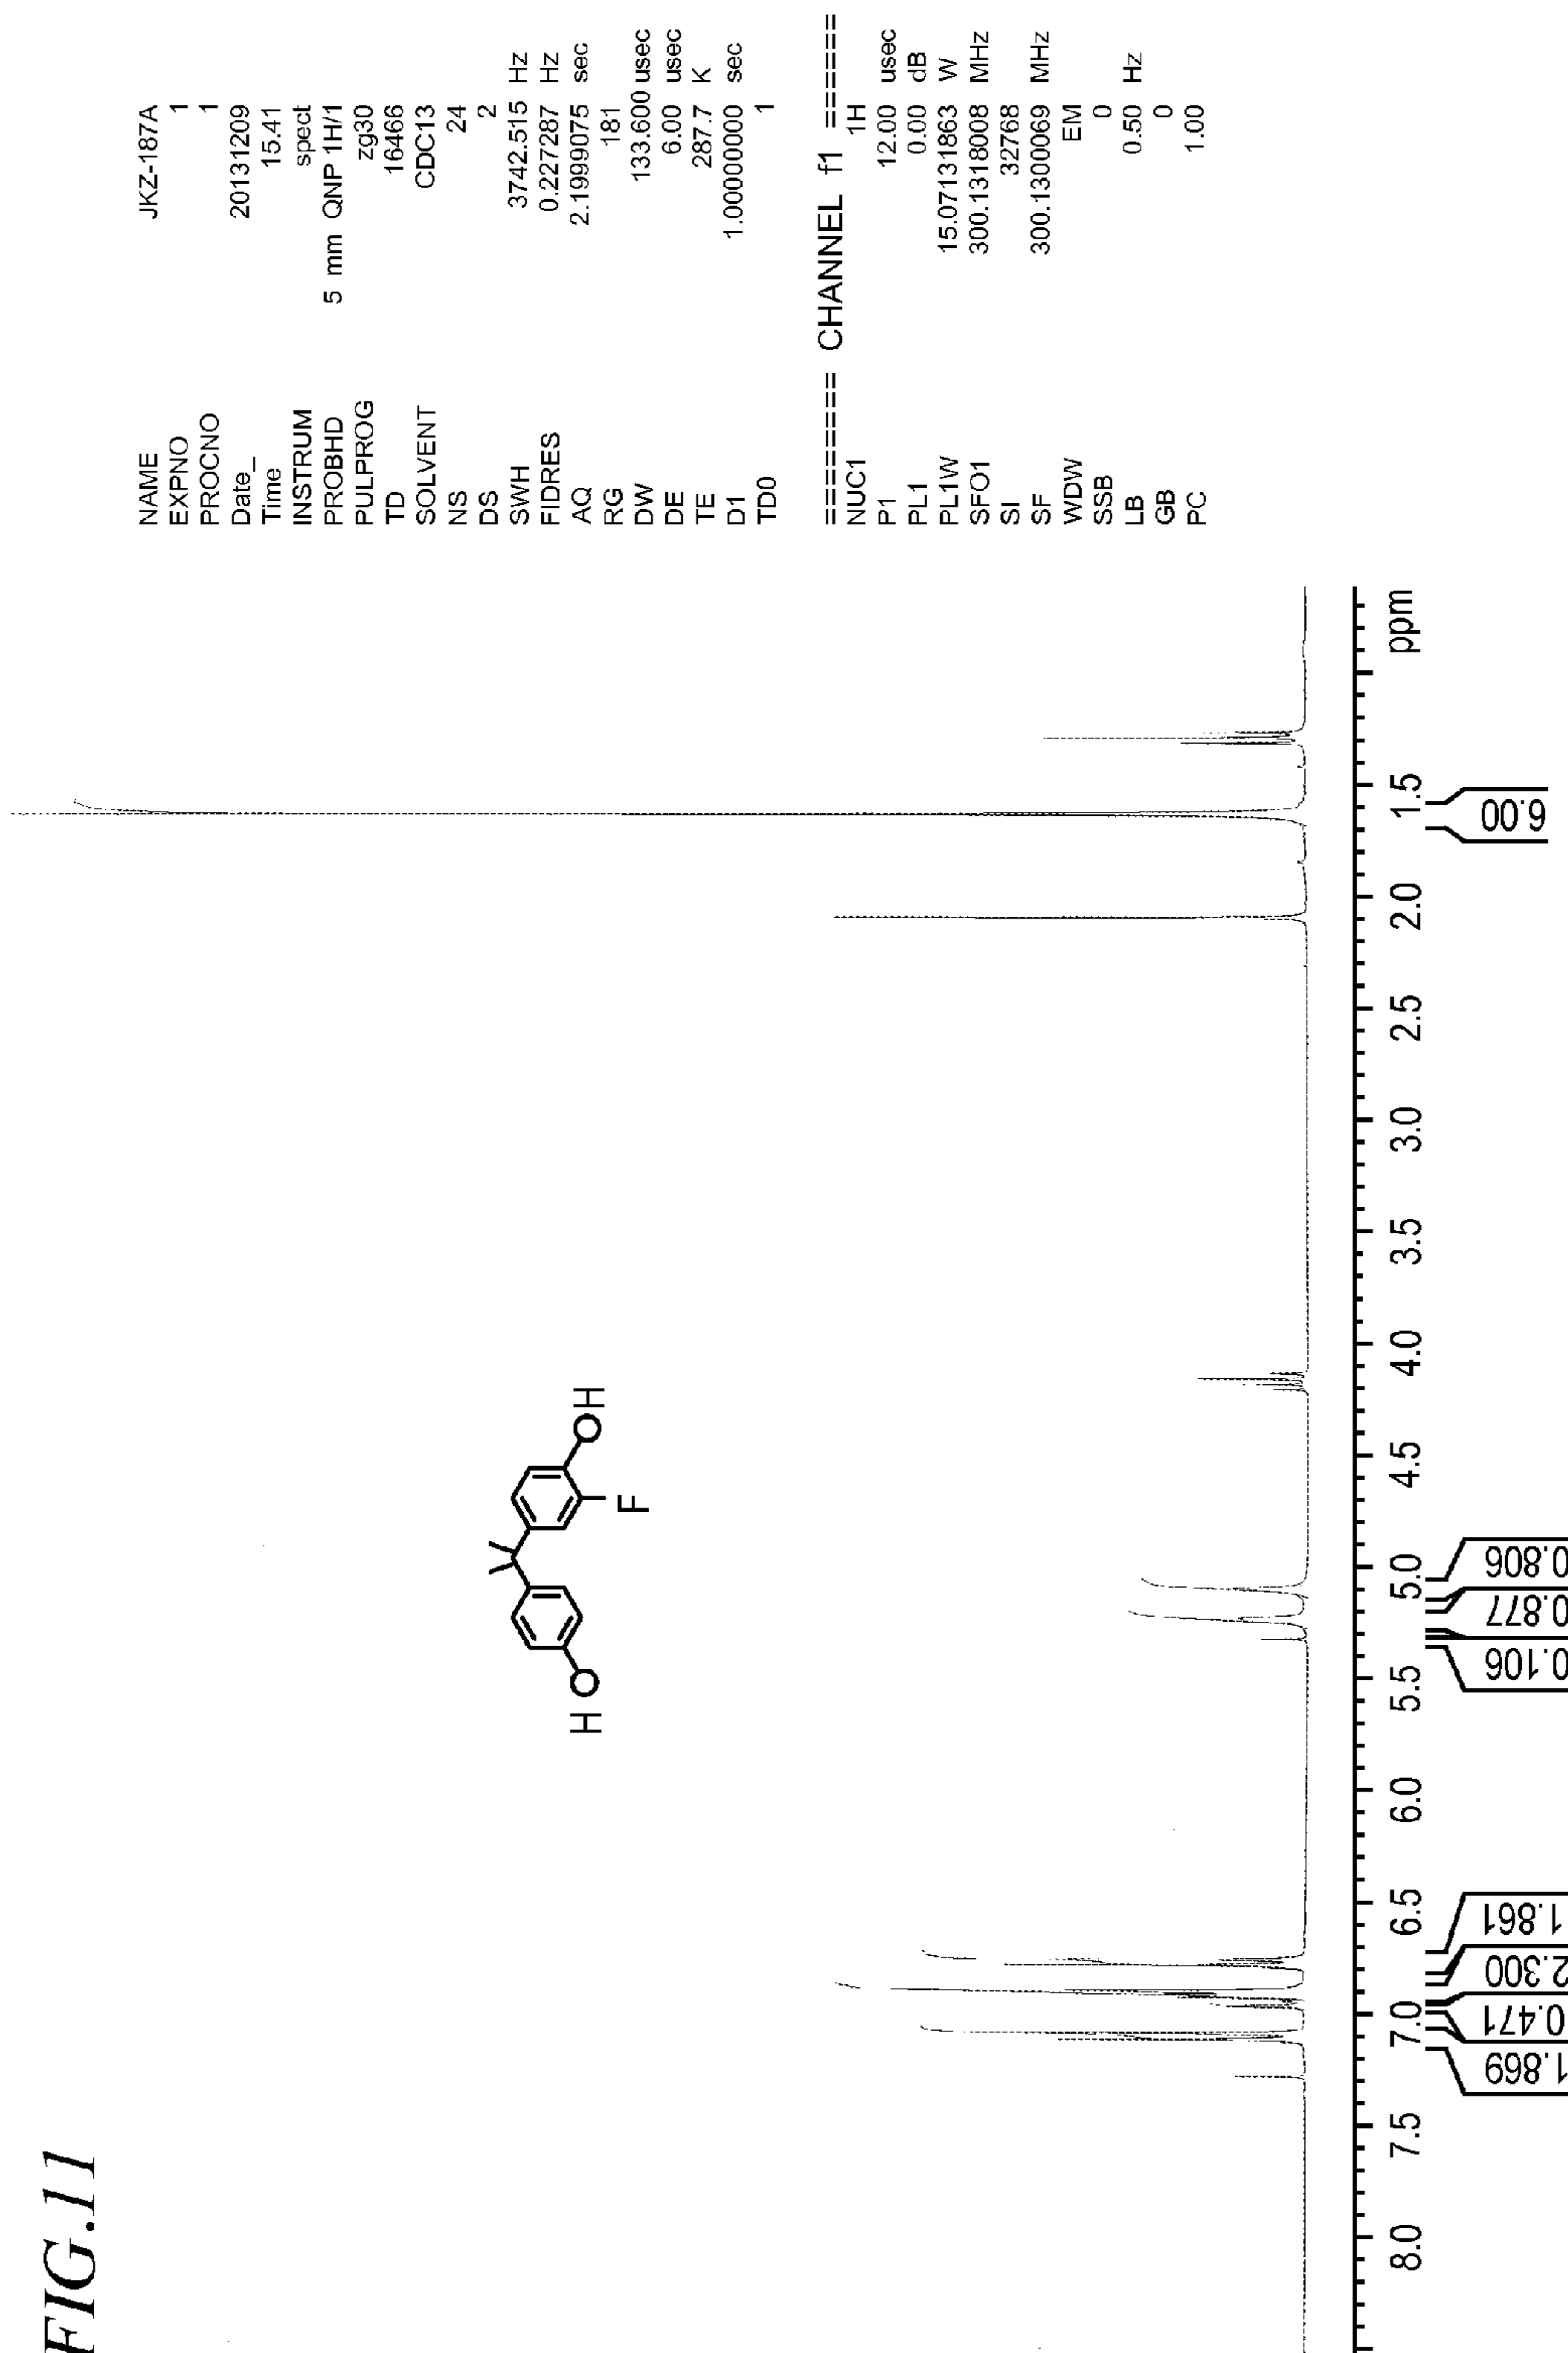 FIG.11
NAME JKZ-187A
EXPNO 1
PROCNO 1
Date_ 20131209
Time 15.41
INSTRUM spect
PROBHD 5 mm QNP 1H/1
PULPROG zg30
TD 16466
SOLVENT CDC13
NS 24
DS 2
SWH 3742.515 Hz
FIDRES 0.227287 Hz
AQ 2.1999075 sec
RG 181
DW 133.600 usec
DE 6.00 usec
TE 287.7 K
D1 1.00000000 sec
TD0 1
======== CHANNEL f1 ======
NUC1 1H
P1 12.00 usec
PL1 0.00 dB
PL1W 15.07131863 W
SFO1 300.1318008 MHz
SI 32768
SF 300.1300069 MHz
WDW EM
SSB 0
LB 0.50 Hz
GB 0
PC 1.00
HO OH
F
8.0 7.5 7.0 6.5 6.0 5.5 5.0 4.5 4.0 3.5 3.0 2.5 2.0 1.5 ppm
1.869 0.471 2.300 1.861 0.106 0.877 0.806 6.00